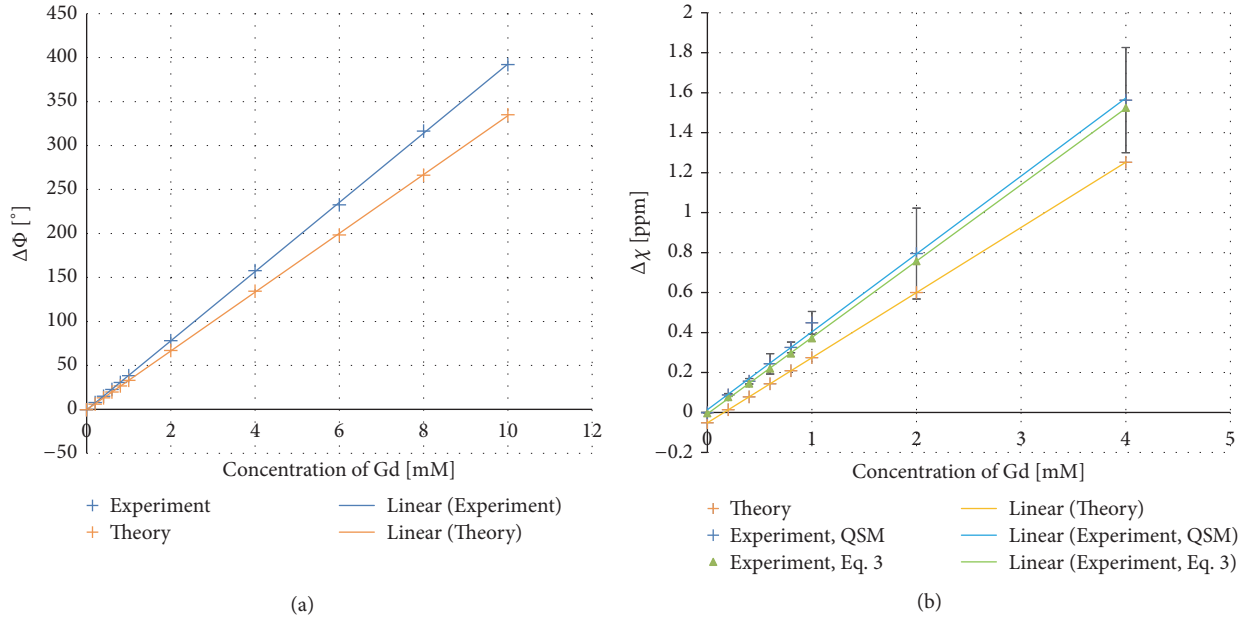 450
400
350
300
250
200
150
100
50
0
−50
ΔΦ [°]
0 2 4 6 8 10 12
Concentration of Gd [mM]
Experiment Linear (Experiment)
Theory Linear (Theory)
(a)
2
1.8
1.6
1.4
1.2
1
0.8
0.6
0.4
0.2
0
−0.2
Δχ [ppm]
0 1 2 3 4 5
Concentration of Gd [mM]
Theory Linear (Theory)
Experiment, QSM Linear (Experiment, QSM)
Experiment, Eq. 3 Linear (Experiment, Eq. 3)
(b)